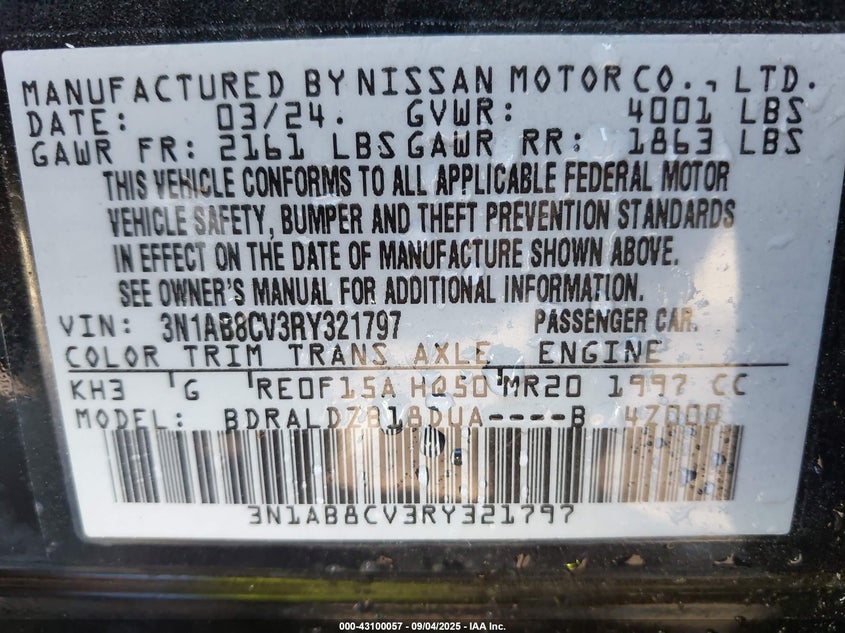 MANUFACTURED BY NISSAN MOTOR CO., LTD.
DATE: 03/24. GVWR: 4001 LBS
GAWR FR: 2161 LBS GAWR RR: 1863 LBS
THIS VEHICLE CONFORMS TO ALL APPLICABLE FEDERAL MOTOR
VEHICLE SAFETY, BUMPER AND THEFT PREVENTION STANDARDS
IN EFFECT ON THE DATE OF MANUFACTURE SHOWN ABOVE.
SEE OWNER'S MANUAL FOR ADDITIONAL INFORMATION.
VIN: 3N1AB8CV3RY321797 PASSENGER CAR.
COLOR TRIM TRANS AXLE ENGINE
KH3 G RE0F15A HQ50 MR20 1997 CC
MODEL: BDRALDZB18DUA----B 47000
3N1AB8CV3RY321797
000-43100057 - 09/04/2025 - IAA Inc.